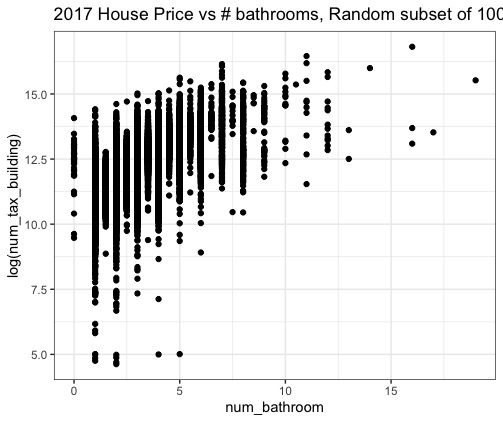 2017 House Price vs # bathrooms, Random subset of 100
15.0
12.5
10.0
7.5
5.0
log(num_tax_building)
0 5 10 15
num_bathroom